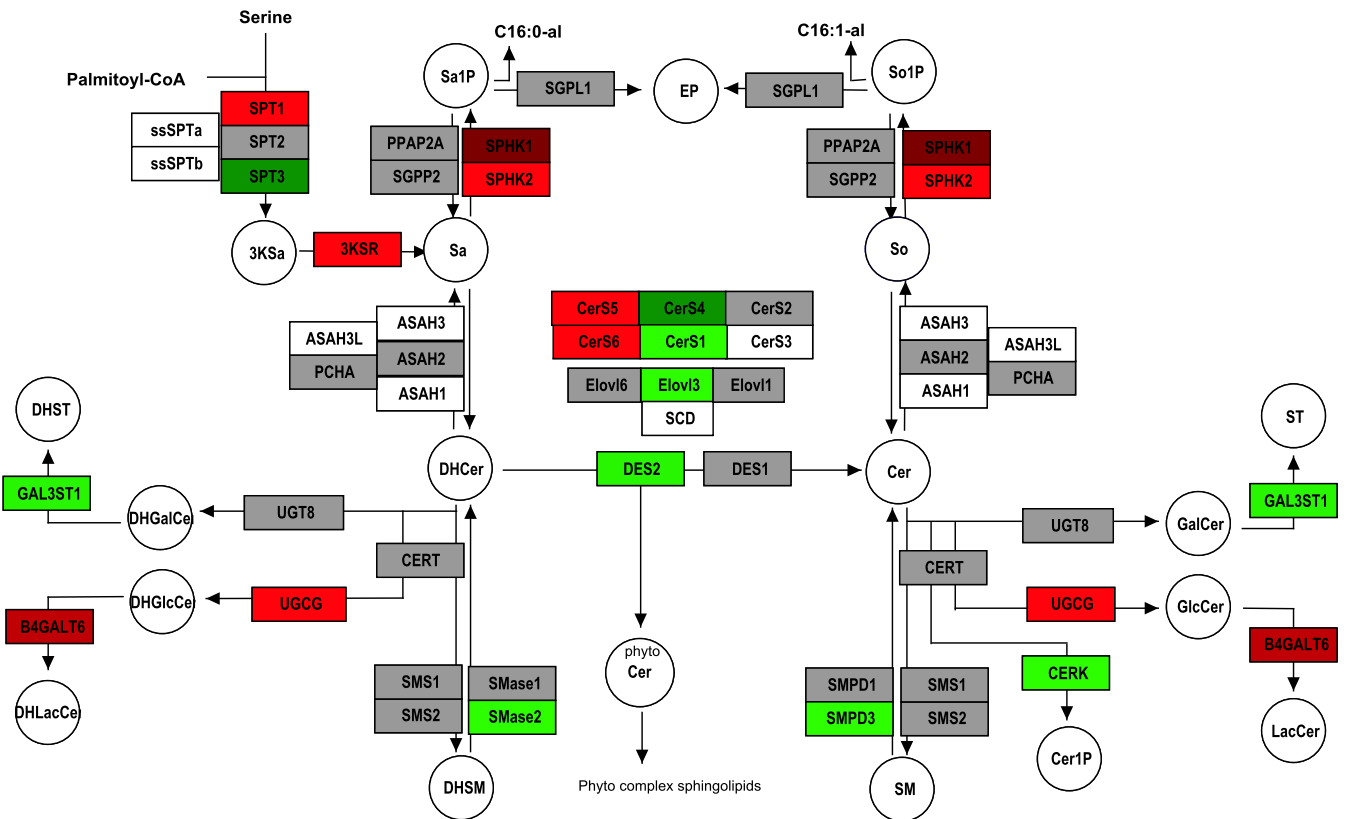 Serine
C16:0-al
C16:1-al
Palmitoyl-CoA
Sa1P
SGPL1
EP
SGPL1
So1P
SPT1
ssSPTa
SPT2
ssSPTb
SPT3
PPAP2A
SPHK1
SGPP2
SPHK2
PPAP2A
SPHK1
SGPP2
SPHK2
3KSa
3KSR
Sa
So
CerS5
CerS4
CerS2
CerS6
CerS1
CerS3
ASAH3
ASAH3L
ASAH2
PCHA
ASAH1
ASAH3
ASAH3L
ASAH2
PCHA
ASAH1
Elovl6
Elovl3
Elovl1
SCD
DHST
ST
DHCer
DES2
DES1
Cer
GAL3ST1
DHGalCe
UGT8
UGT8
GalCer
GAL3ST1
CERT
CERT
B4GALT6
DHGlcCe
UGCG
UGCG
GlcCer
B4GALT6
phyto
Cer
CERK
SMS1
SMase1
SMS2
SMase2
SMPD1
SMS1
SMPD3
SMS2
DHLacCe
LacCer
Cer1P
DHSM
Phyto complex sphingolipids
SM